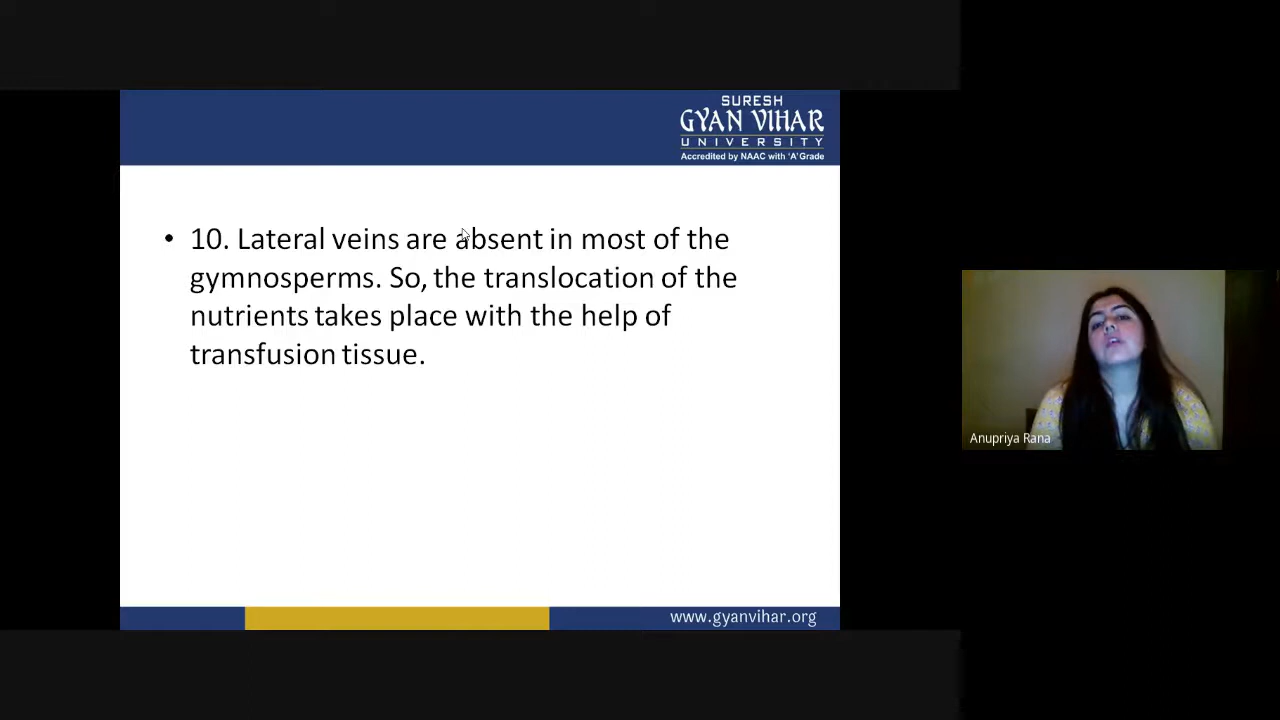 SURESH
GYAN VIHAR
UNIVERSITY
Accredited by NAAC with 'A' Grade
• 10. Lateral veins are absent in most of the
gymnosperms. So, the translocation of the
nutrients takes place with the help of
transfusion tissue.
Anupriya Rana
www.gyanvihar.org